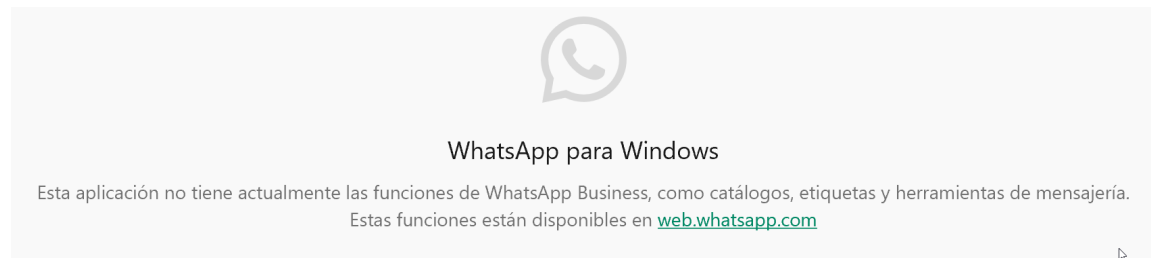 WhatsApp para Windows
Esta aplicación no tiene actualmente las funciones de WhatsApp Business, como catálogos, etiquetas y herramientas de mensajería.
Estas funciones están disponibles en web.whatsapp.com